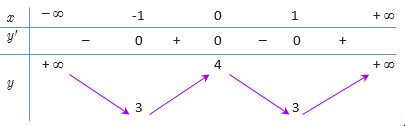 x −∞ -1 0 1 +∞
y′ − 0 + 0 − 0 +
+∞ 4 +∞
y
3 3